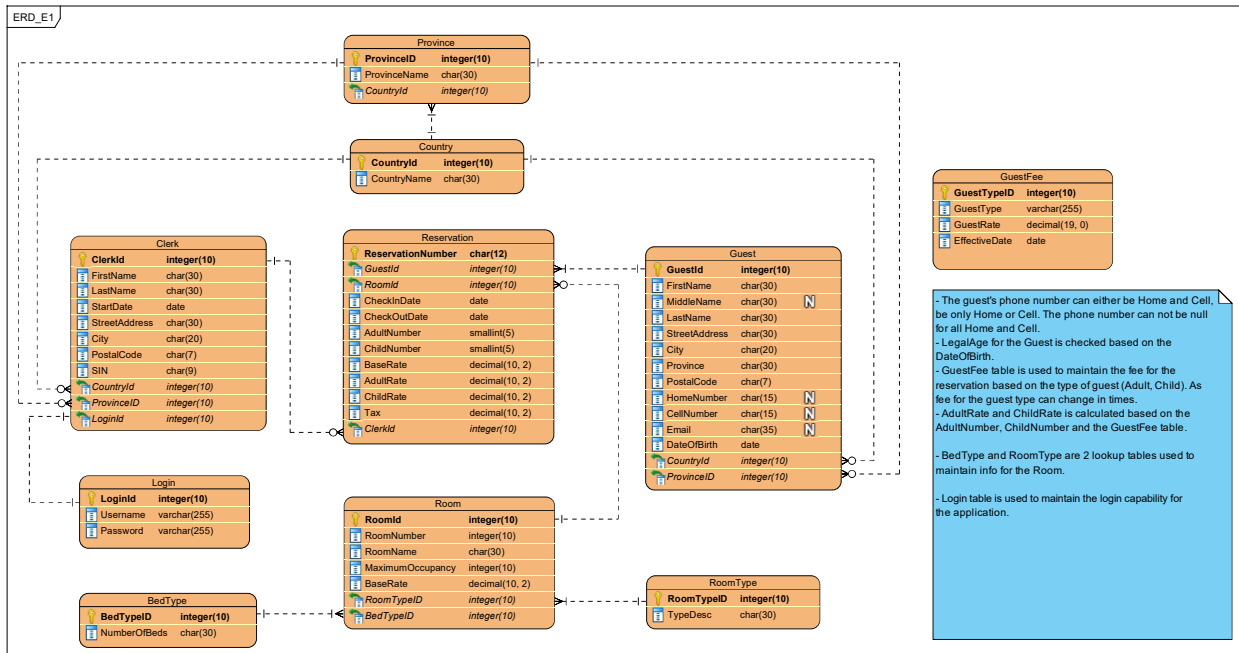 ERD_E1
Province
ProvinceID integer(10)
ProvinceName char(30)
CountryId integer(10)
Country
CountryId integer(10)
CountryName char(30)
GuestFee
GuestTypeID integer(10)
GuestType varchar(255)
GuestRate decimal(19, 0)
EffectiveDate date
Clerk
ClerkId integer(10)
FirstName char(30)
LastName char(30)
StartDate date
StreetAddress char(30)
City char(20)
PostalCode char(7)
SIN char(9)
CountryId integer(10)
ProvinceID integer(10)
LoginId integer(10)
Reservation
ReservationNumber char(12)
GuestId integer(10)
RoomId integer(10)
CheckInDate date
CheckOutDate date
AdultNumber smallint(5)
ChildNumber smallint(5)
BaseRate decimal(10, 2)
AdultRate decimal(10, 2)
ChildRate decimal(10, 2)
Tax decimal(10, 2)
ClerkId integer(10)
Guest
GuestId integer(10)
FirstName char(30)
MiddleName char(30) N
LastName char(30)
StreetAddress char(30)
City char(20)
Province char(30)
PostalCode char(7)
HomeNumber char(15) N
CellNumber char(15) N
Email char(35) N
DateOfBirth date
CountryId integer(10)
ProvinceID integer(10)
- The guest's phone number can either be Home and Cell,
be only Home or Cell. The phone number can not be null
for all Home and Cell.
- LegalAge for the Guest is checked based on the
DateOfBirth.
- GuestFee table is used to maintain the fee for the
reservation based on the type of guest (Adult, Child). As
fee for the guest type can change in times.
- AdultRate and ChildRate is calculated based on the
AdultNumber, ChildNumber and the GuestFee table.
- BedType and RoomType are 2 lookup tables used to
maintain info for the Room.
- Login table is used to maintain the login capability for
the application.
Login
LoginId integer(10)
Username varchar(255)
Password varchar(255)
Room
RoomId integer(10)
RoomNumber integer(10)
RoomName char(30)
MaximumOccupancy integer(10)
BaseRate decimal(10, 2)
RoomTypeID integer(10)
BedTypeID integer(10)
BedType
BedTypeID integer(10)
NumberOfBeds char(30)
RoomType
RoomTypeID integer(10)
TypeDesc char(30)